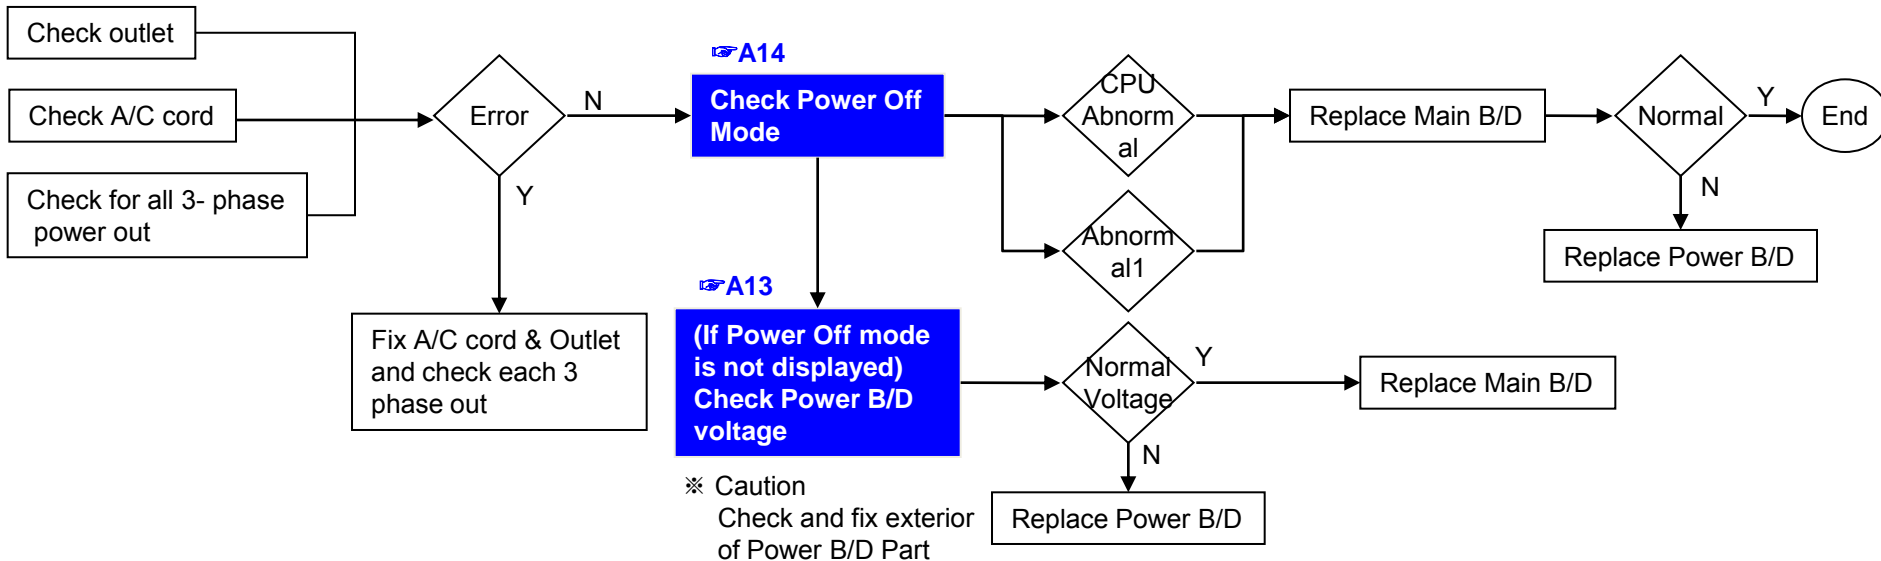 Check outlet
Check A/C cord
Check for all 3- phase
power out
Error
N
Y
Fix A/C cord & Outlet
and check each 3
phase out
☞A14
Check Power Off
Mode
☞A13
(If Power Off mode
is not displayed)
Check Power B/D
voltage
※ Caution
Check and fix exterior
of Power B/D Part
CPU
Abnorm
al
Abnorm
al1
Replace Main B/D
Normal
Y
End
N
Replace Power B/D
Normal
Voltage
Y
Replace Main B/D
N
Replace Power B/D